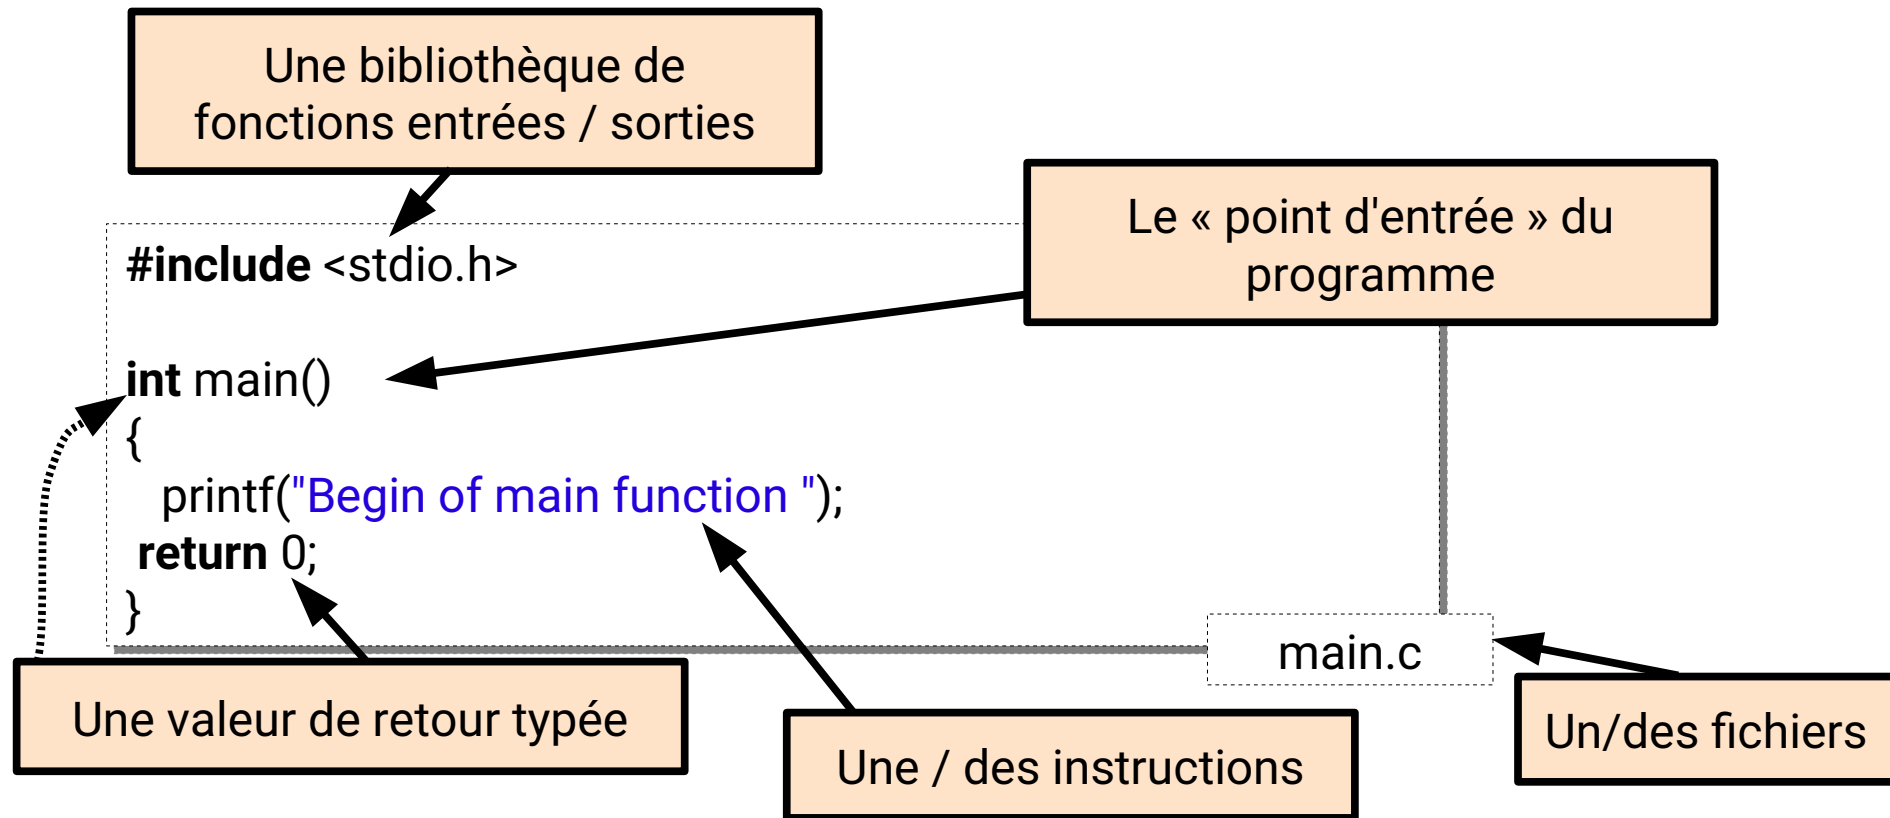 Une bibliothèque de
fonctions entrées / sorties
Le « point d'entrée » du
programme
#include <stdio.h>
int main()
{
printf("Begin of main function ");
return 0;
}
main.c
Une valeur de retour typée
Une / des instructions
Un/des fichiers